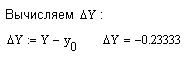 Вычисляем ΔY :
ΔY := Y − y₀ ΔY = −0.23333